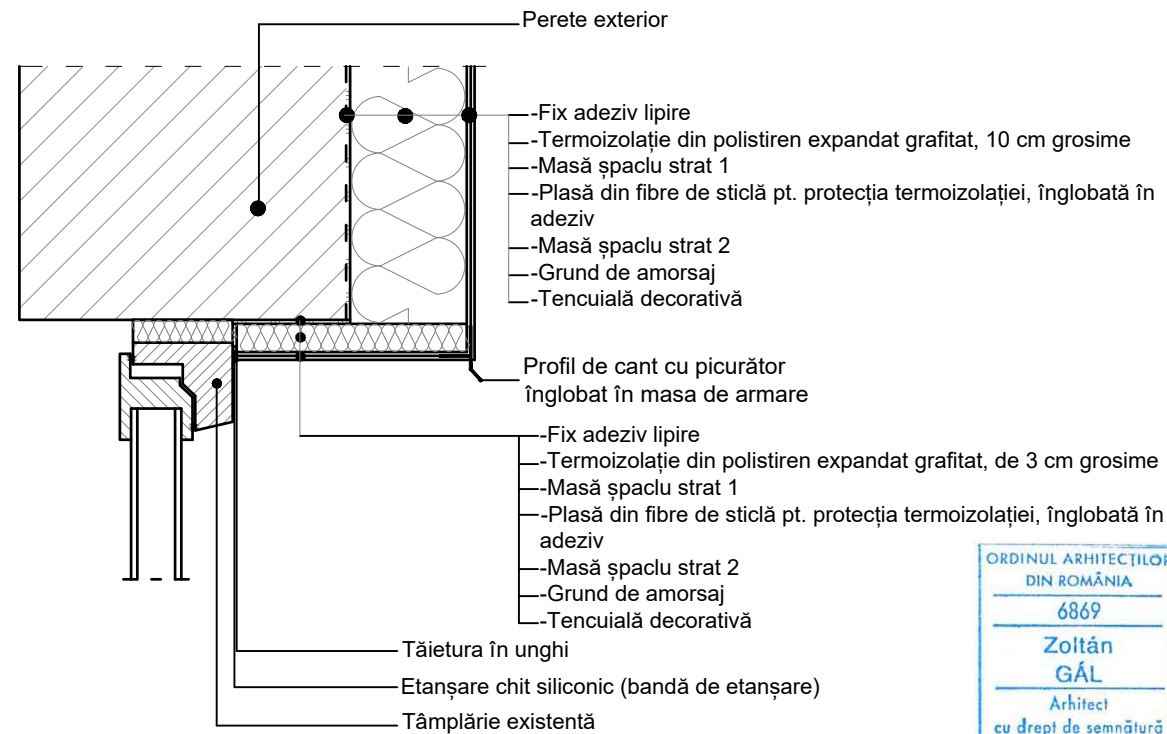 Perete exterior
-Fix adeziv lipire
-Termoizolație din polistiren expandat grafitat, 10 cm grosime
-Masă șpaclu strat 1
-Plasă din fibre de sticlă pt. protecția termoizolației, înglobată în
adeziv
-Masă șpaclu strat 2
-Grund de amorsaj
-Tencuială decorativă
Profil de cant cu picurător
înglobat în masa de armare
-Fix adeziv lipire
-Termoizolație din polistiren expandat grafitat, de 3 cm grosime
-Masă șpaclu strat 1
-Plasă din fibre de sticlă pt. protecția termoizolației, înglobată în
adeziv
-Masă șpaclu strat 2
-Grund de amorsaj
-Tencuială decorativă
Tăietura în unghi
Etanșare chit siliconic (bandă de etanșare)
Tâmplărie existentă
ORDINUL ARHITECȚILOR
DIN ROMÂNIA
6869
Zoltán
GÁL
Arhitect
cu drept de semnătură